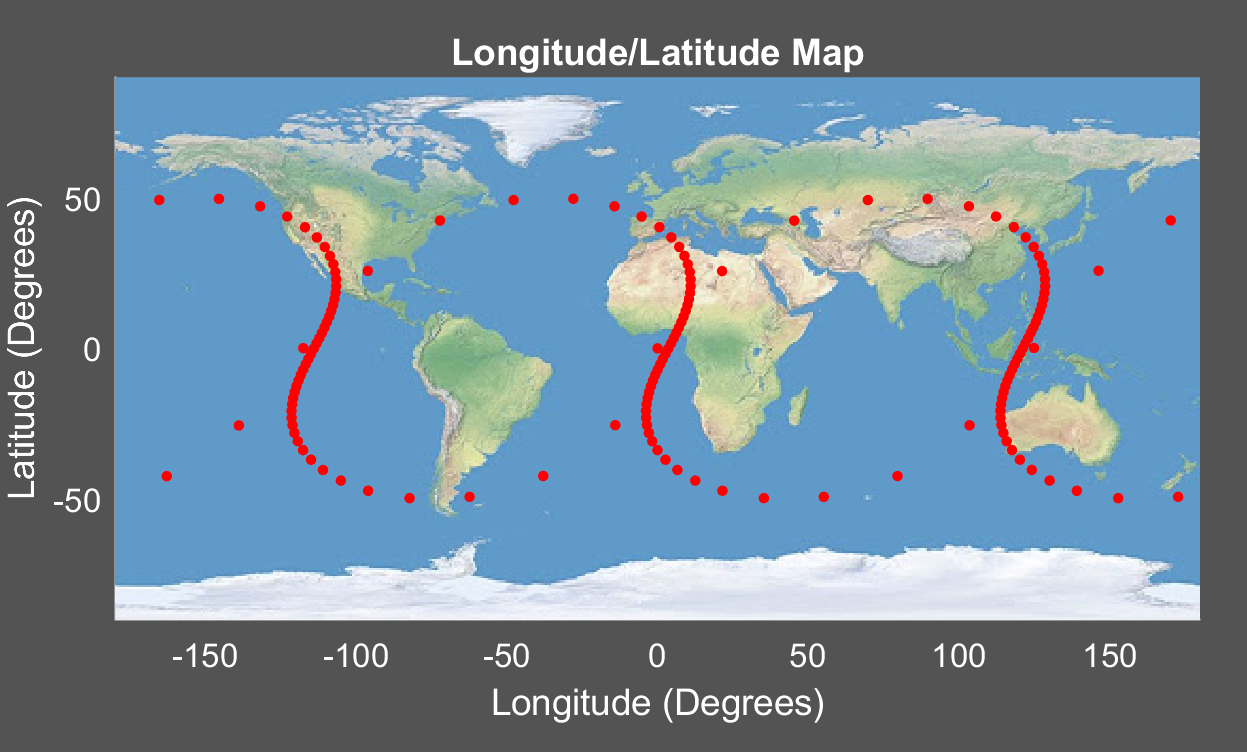 Longitude/Latitude Map
Latitude (Degrees)
50
0
-50
-150 -100 -50 0 50 100 150
Longitude (Degrees)